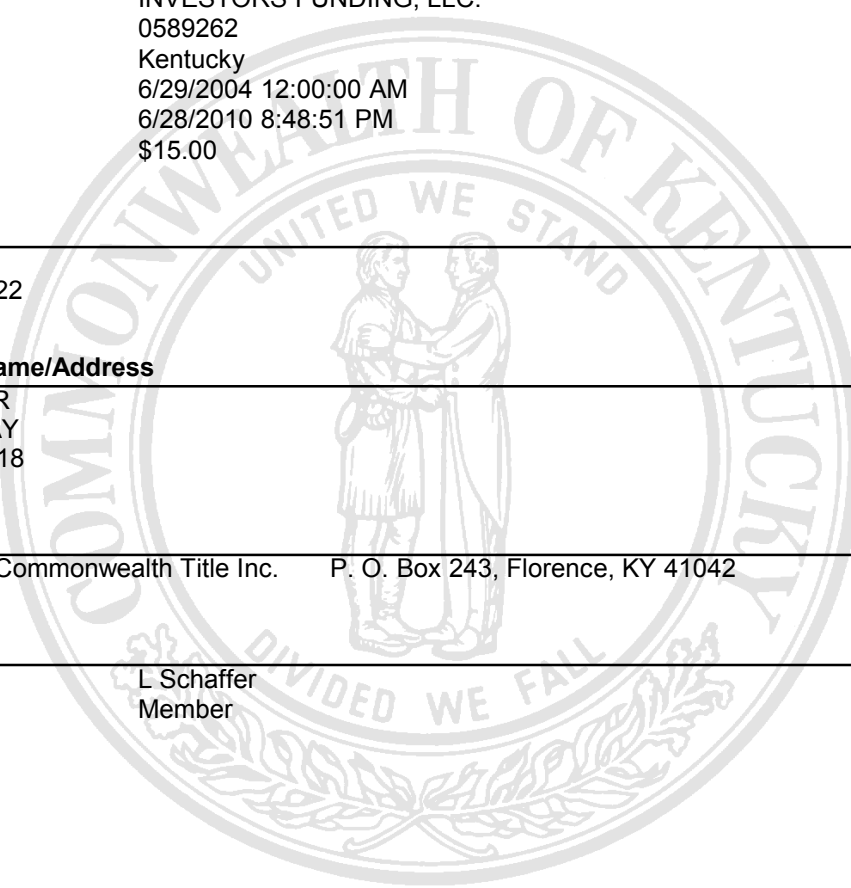 INVESTORS FUNDING, LLC.
0589262
Kentucky
6/29/2004 12:00:00 AM
6/28/2010 8:48:51 PM
$15.00
COMMONWEALTH OF KENTUCKY
UNITED WE STAND
22
ame/Address
R
AY
18
Commonwealth Title Inc. P. O. Box 243, Florence, KY 41042
DIVIDED WE FALL
L Schaffer
Member